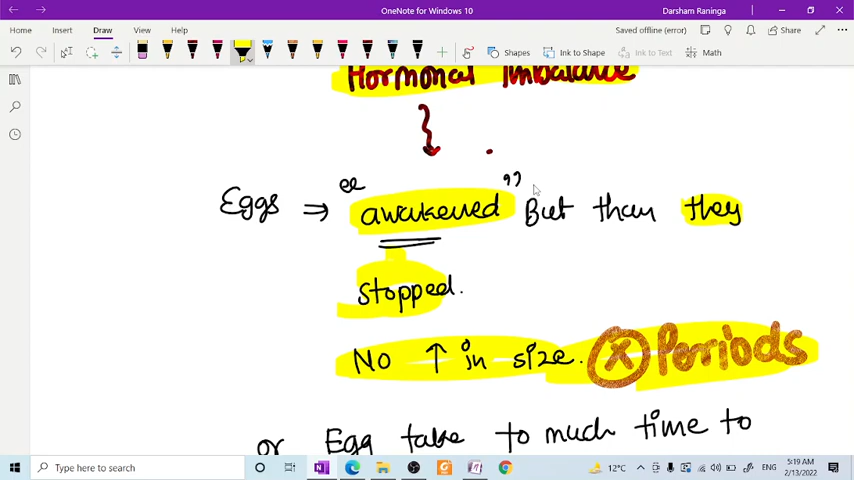 OneNote for Windows 10
Darsham Raninga
Home Insert Draw View Help
Saved offline (error) Share
Shapes Ink to Shape Ink to Text Math
Hormonal Imbalance
Eggs ⇒ "awakened" But than they
stopped.
No ↑ in size. X Periods
or Egg take to much time to
Type here to search
12°C ENG 5:19 AM
2/13/2022